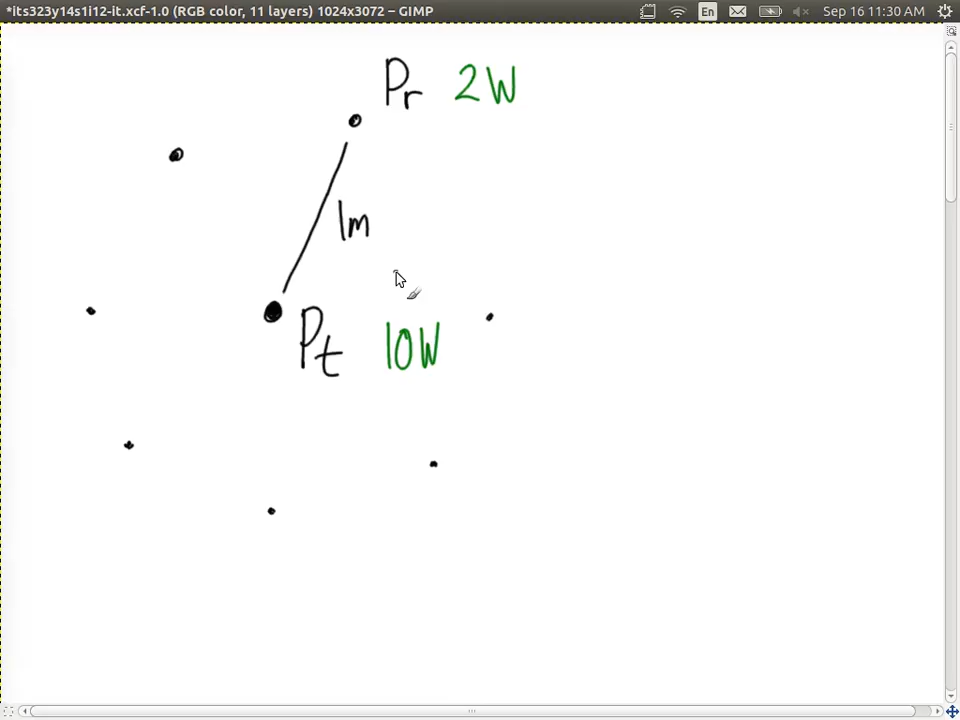 *its323y14s1i12-it.xcf-1.0 (RGB color, 11 layers) 1024x3072 – GIMP
En
Sep 16 11:30 AM
Pr 2W
1m
Pt 10W